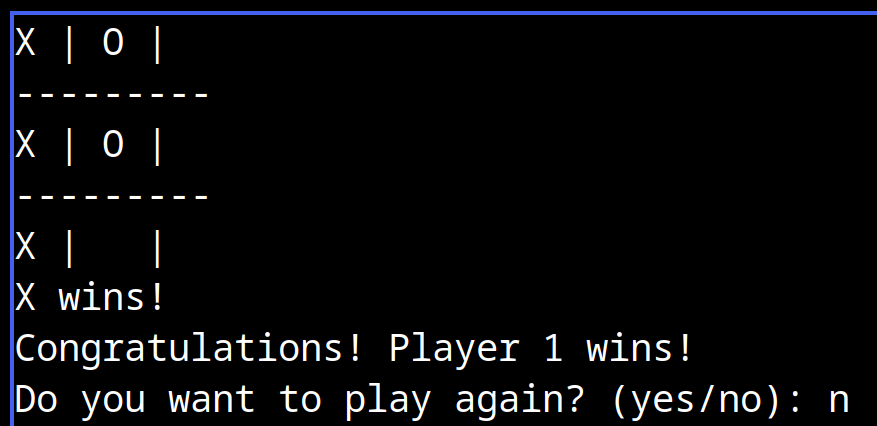 X | O |
---------
X | O |
---------
X |   |
X wins!
Congratulations! Player 1 wins!
Do you want to play again? (yes/no): n